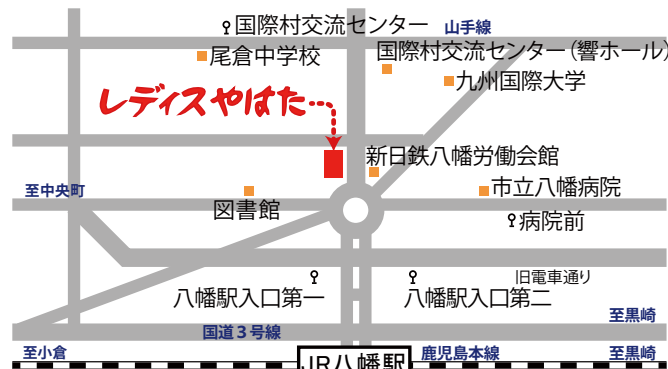 国際村交流センター
山手線
尾倉中学校
国際村交流センター(響ホール)
九州国際大学
レディスやはた
新日鉄八幡労働会館
至中央町
市立八幡病院
図書館
病院前
旧電車通り
八幡駅入口第一
八幡駅入口第二
至黒崎
国道3号線
至小倉
JR八幡駅
鹿児島本線
至黒崎